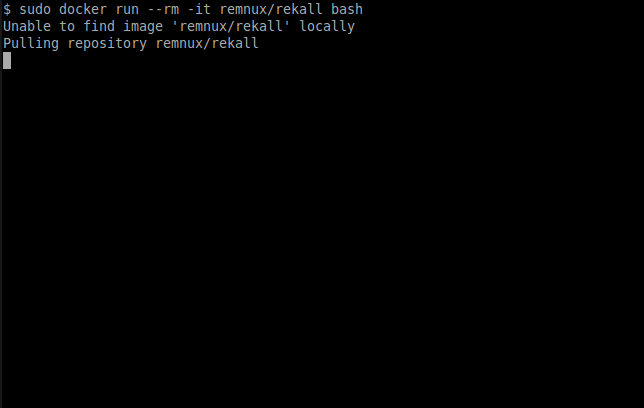 $ sudo docker run --rm -it remnux/rekall bash
Unable to find image 'remnux/rekall' locally
Pulling repository remnux/rekall